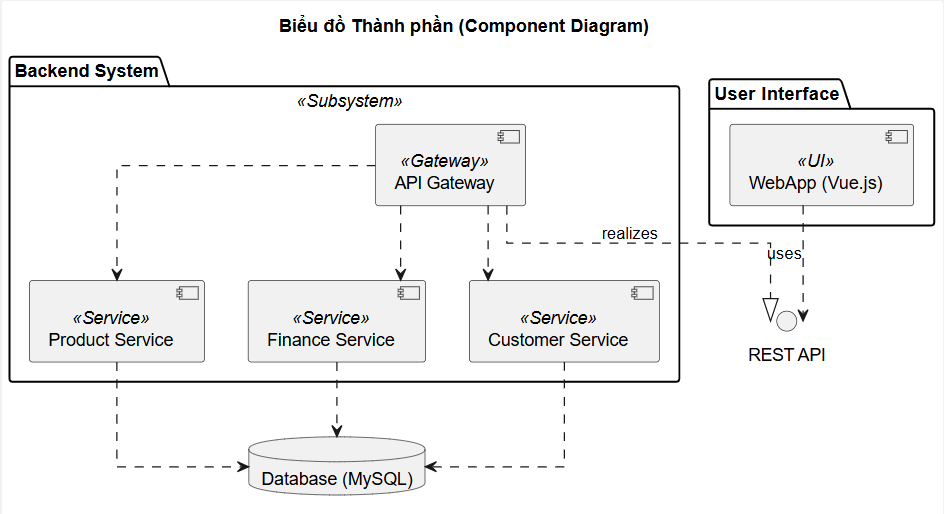 Biểu đồ Thành phần (Component Diagram)
Backend System
«Subsystem»
User Interface
«Gateway»
API Gateway
«UI»
WebApp (Vue.js)
realizes
uses
«Service»
Product Service
«Service»
Finance Service
«Service»
Customer Service
REST API
Database (MySQL)